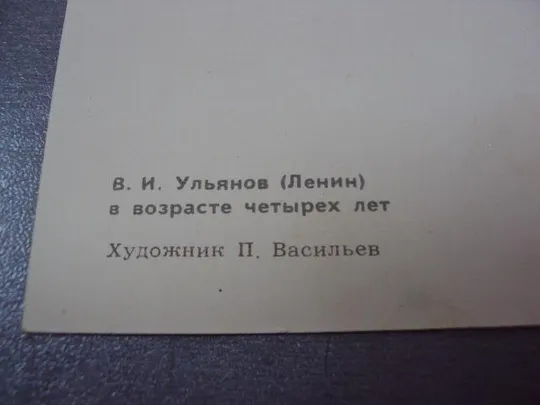 В. И. Ульянов (Ленин)
в возрасте четырех лет
Художник П. Васильев